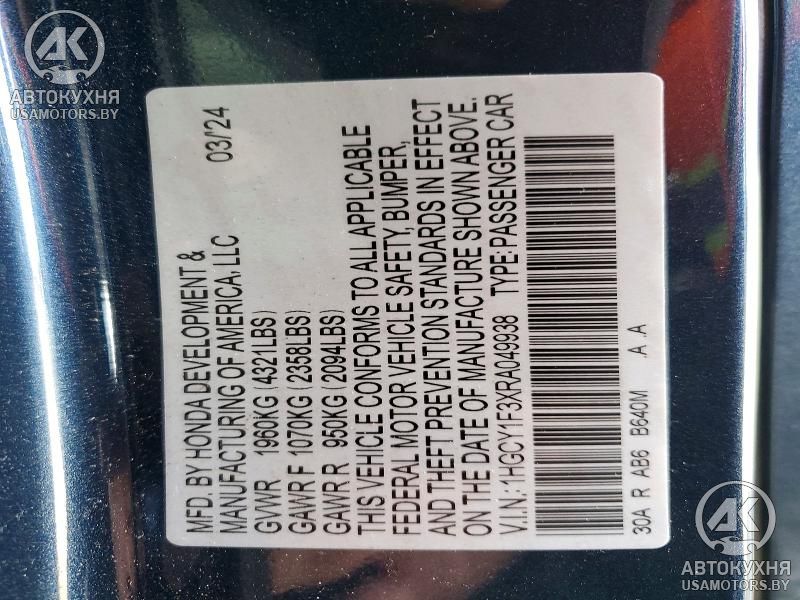 AK
АВТОКУХНЯ
USAMOTORS.BY
MFD. BY HONDA DEVELOPMENT & 03/24
MANUFACTURING OF AMERICA, LLC
GVWR 1960KG (4321LBS)
GAWR F 1070KG (2358LBS)
GAWR R 950KG (2094LBS)
THIS VEHICLE CONFORMS TO ALL APPLICABLE
FEDERAL MOTOR VEHICLE SAFETY, BUMPER,
AND THEFT PREVENTION STANDARDS IN EFFECT
ON THE DATE OF MANUFACTURE SHOWN ABOVE.
V.I.N.: 1HGCY1F3XRA049938 TYPE:PASSENGER CAR
30A R AB6 B640M A .A
AK
АВТОКУХНЯ
USAMOTORS.BY